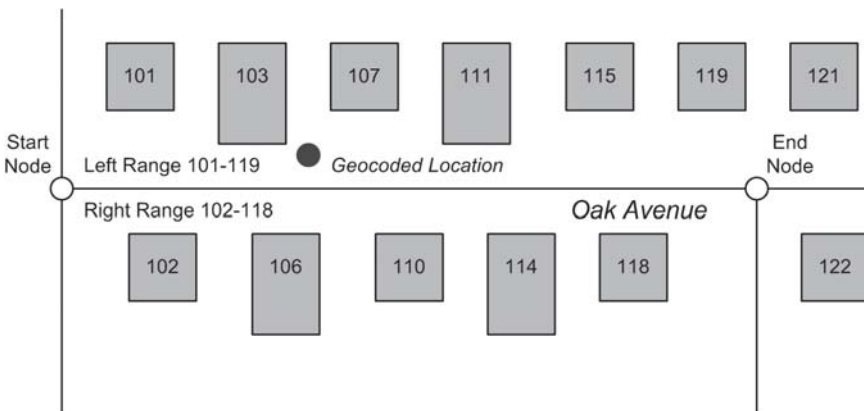 101 103 107 111 115 119 121
Start
Node
End
Node
Left Range 101-119
Geocoded Location
Right Range 102-118
Oak Avenue
102 106 110 114 118 122